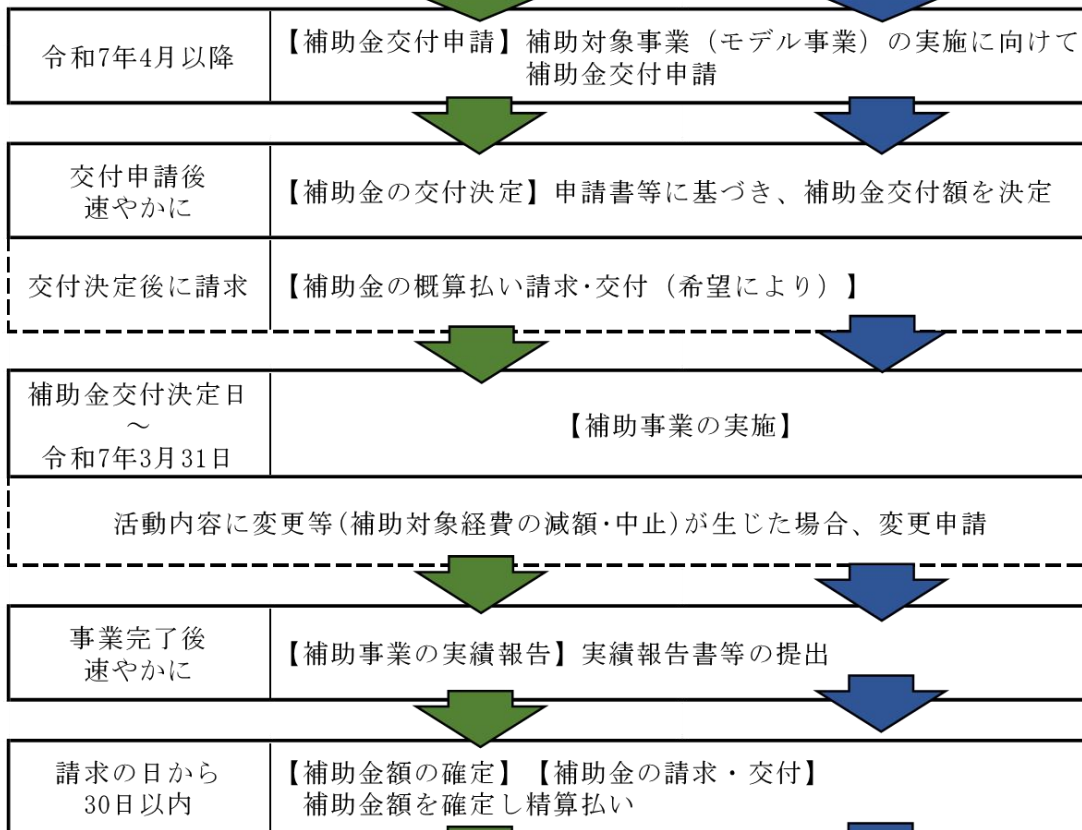 令和7年4月以降
【補助金交付申請】補助対象事業（モデル事業）の実施に向けて
補助金交付申請
交付申請後
速やかに
【補助金の交付決定】申請書等に基づき、補助金交付額を決定
交付決定後に請求
【補助金の概算払い請求・交付（希望により）】
補助金交付決定日
～
令和7年3月31日
【補助事業の実施】
活動内容に変更等(補助対象経費の減額・中止)が生じた場合、変更申請
事業完了後
速やかに
【補助事業の実績報告】実績報告書等の提出
請求の日から
30日以内
【補助金額の確定】【補助金の請求・交付】
補助金額を確定し精算払い